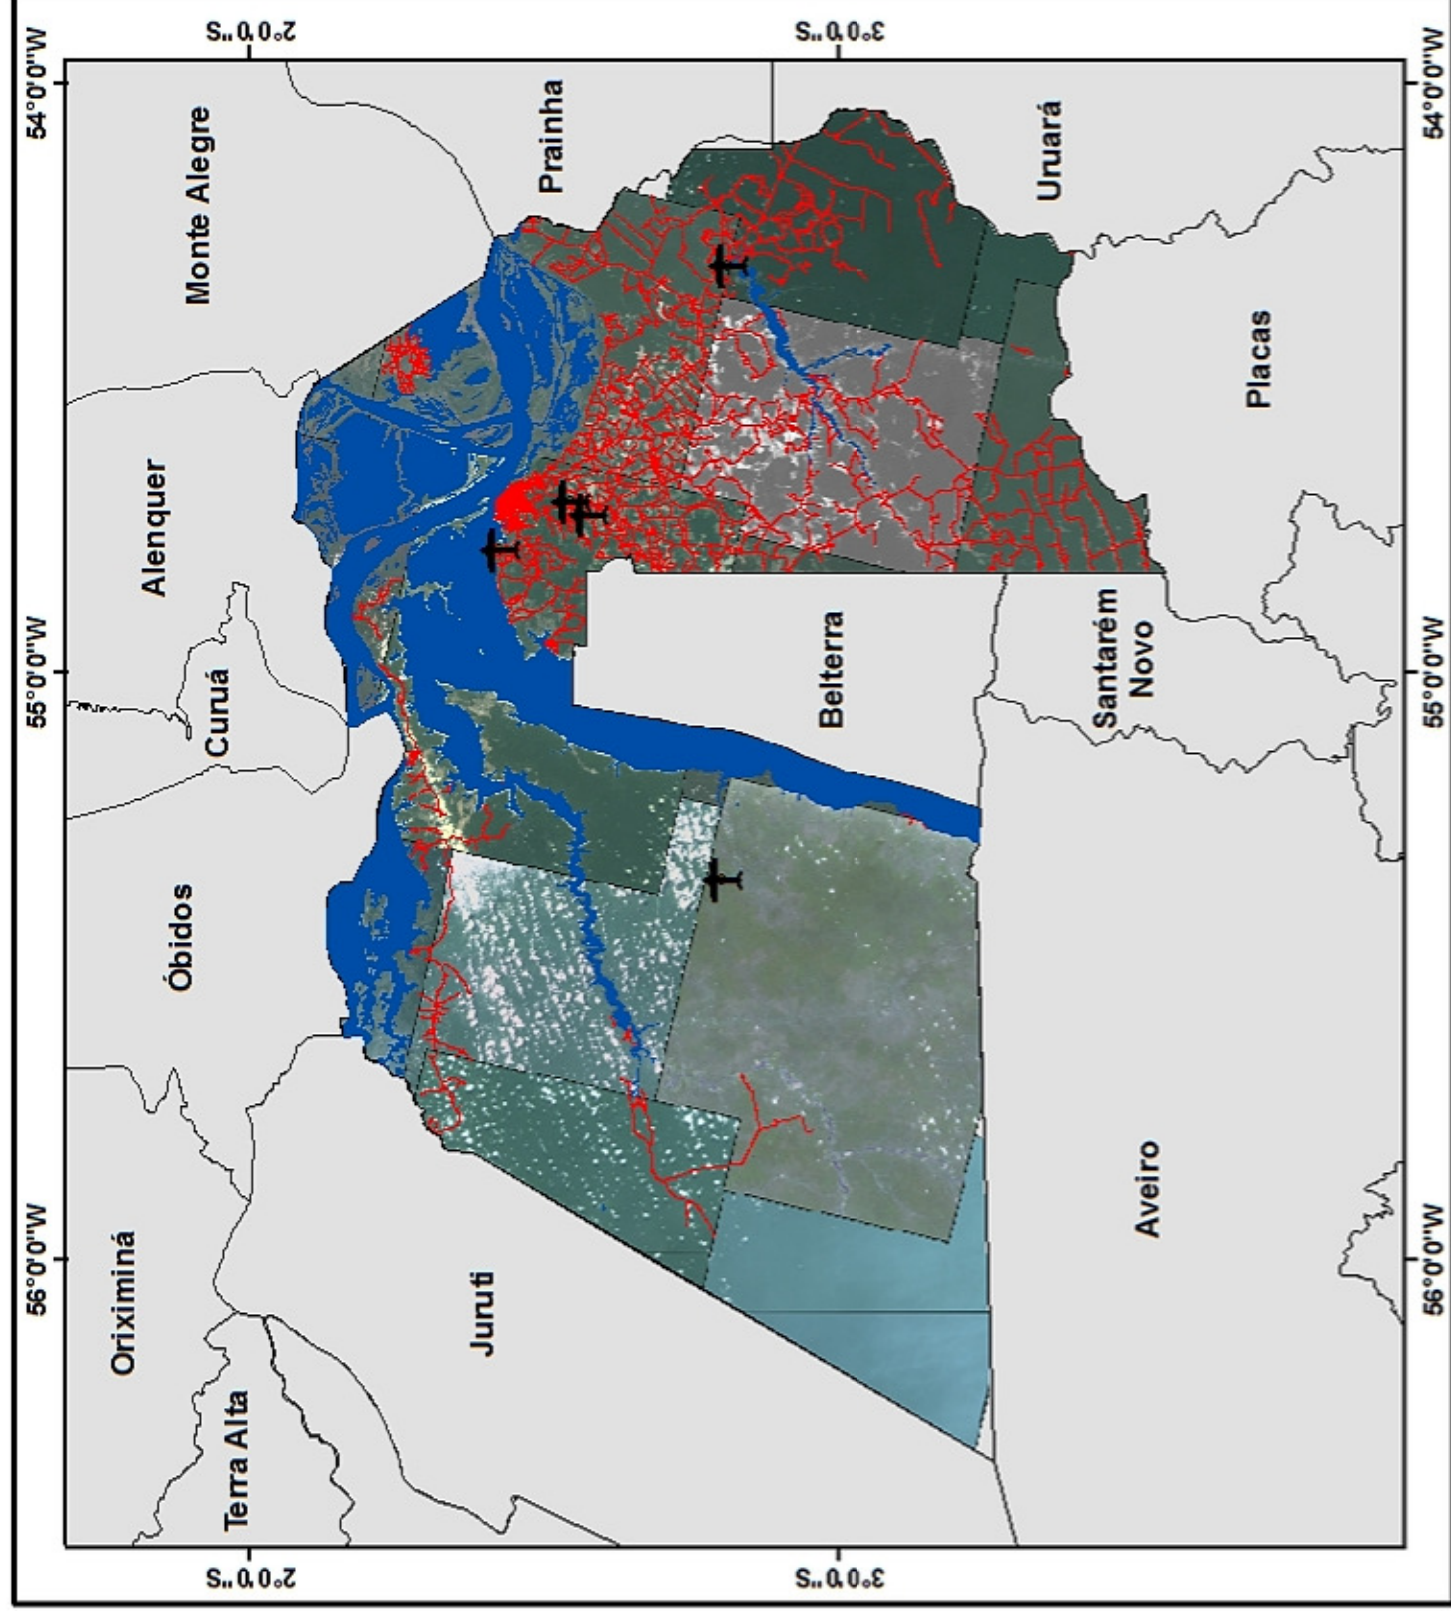 56°0'0"W
55°0'0"W
54°0'0"W
Oriximiná
Alenquer
Óbidos
Monte Alegre
Curuá
Terra Alta
2°0'0"S
2°0'0"S
Juruti
Prainha
Belterra
3°0'0"S
3°0'0"S
Uruará
Santarém
Novo
Aveiro
Placas
56°0'0"W
55°0'0"W
54°0'0"W